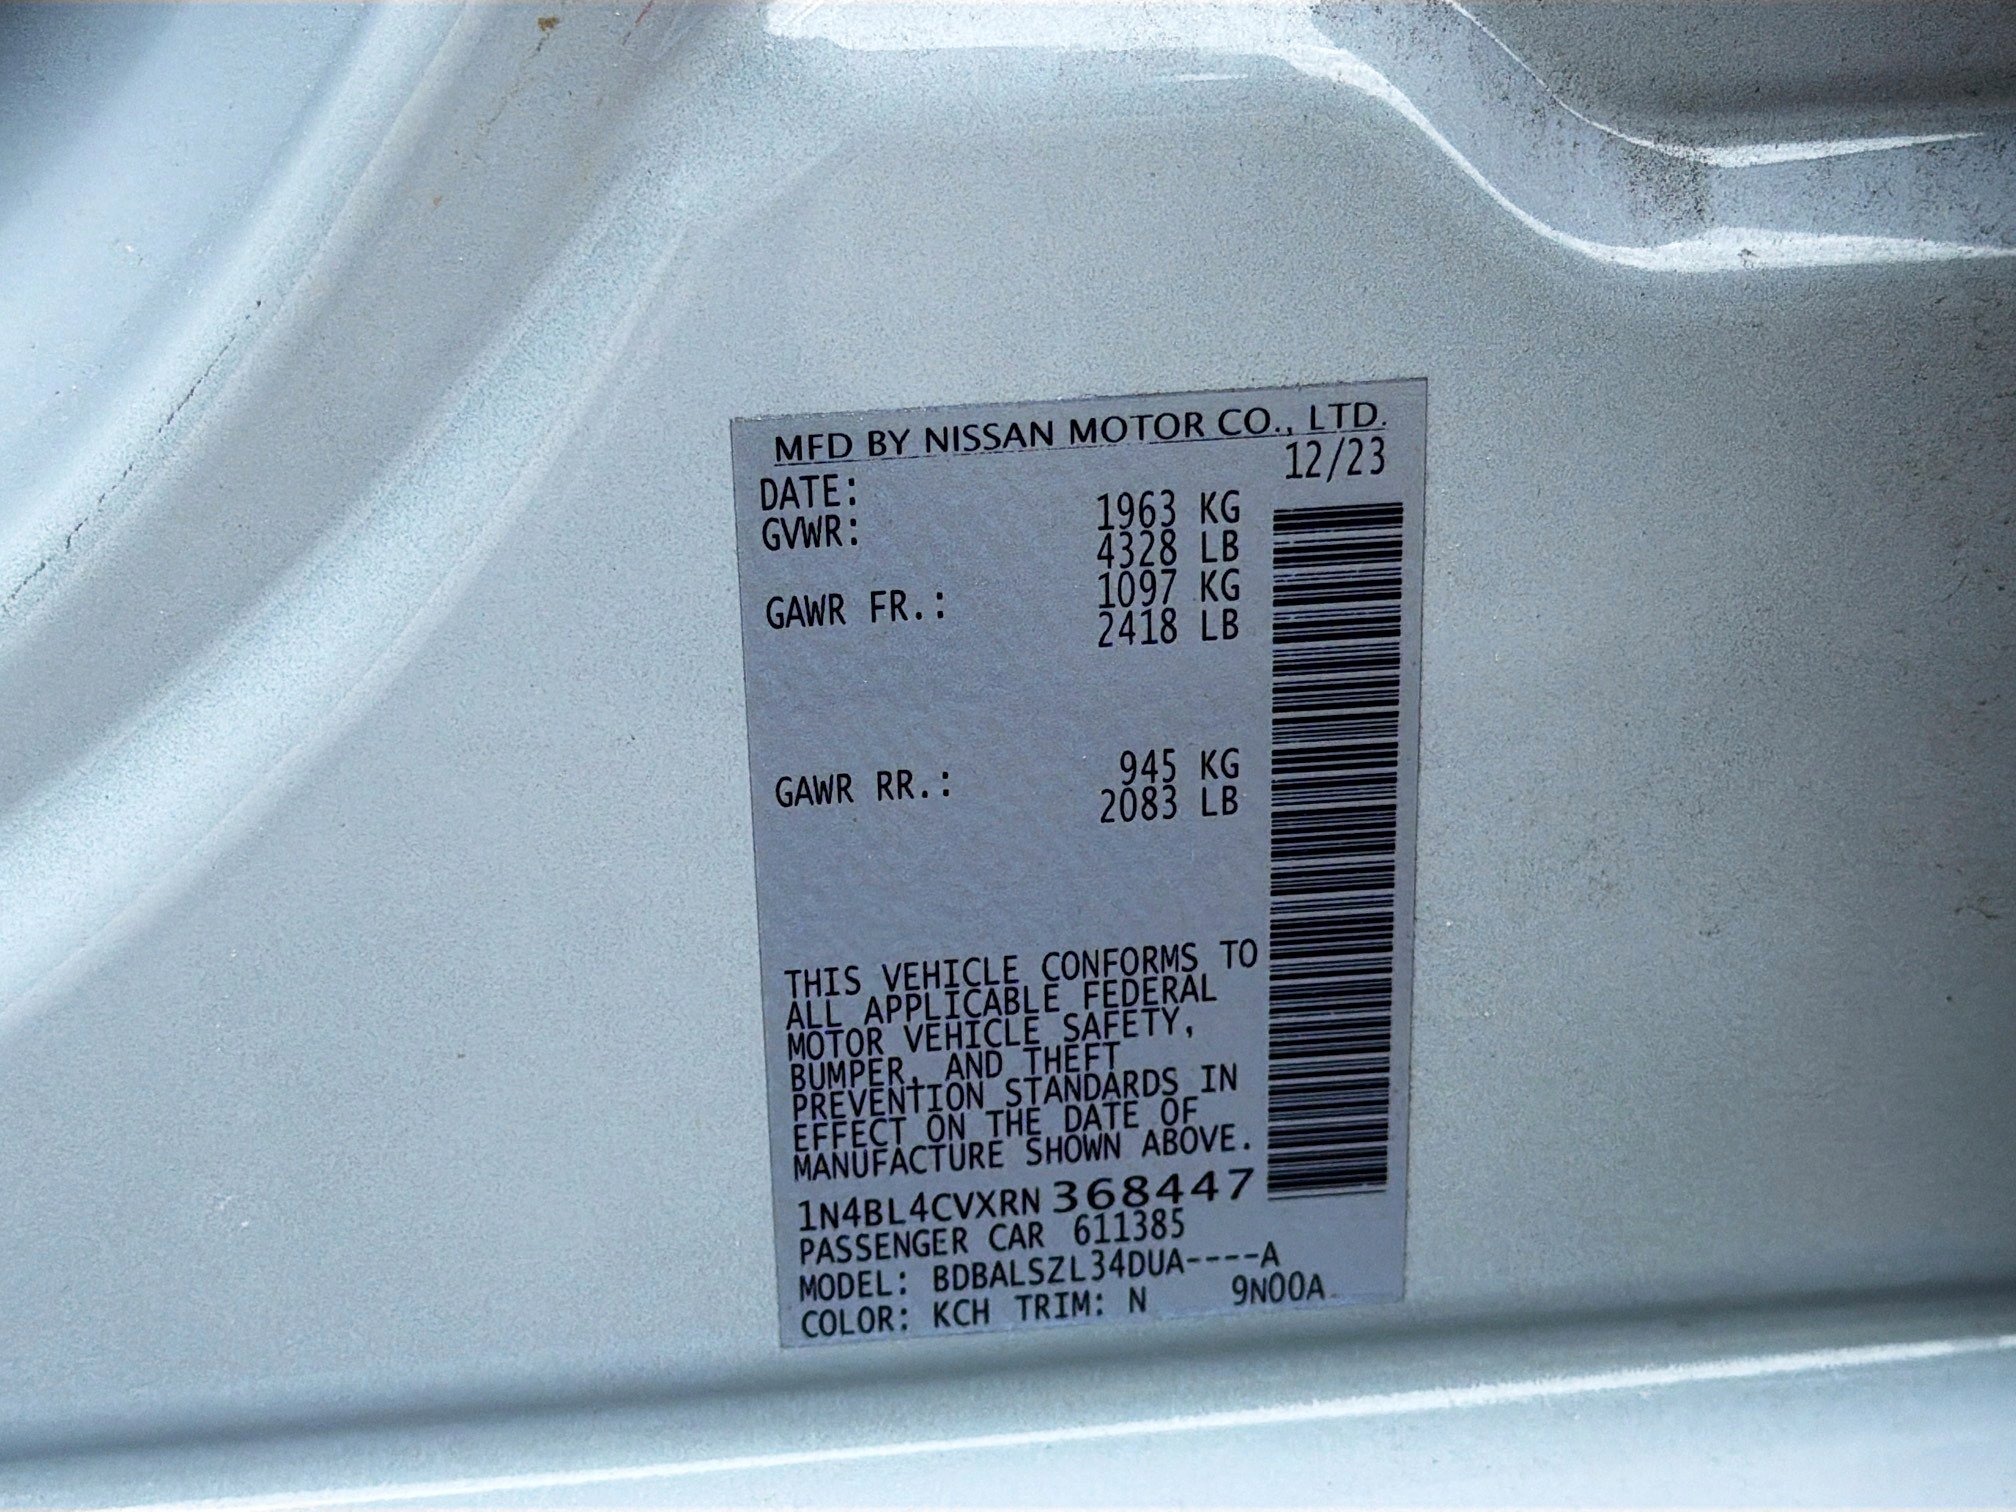 MFD BY NISSAN MOTOR CO., LTD.
DATE: 12/23
GVWR: 1963 KG
4328 LB
GAWR FR.: 1097 KG
2418 LB
GAWR RR.: 945 KG
2083 LB
THIS VEHICLE CONFORMS TO
ALL APPLICABLE FEDERAL
MOTOR VEHICLE SAFETY,
BUMPER, AND THEFT
PREVENTION STANDARDS IN
EFFECT ON THE DATE OF
MANUFACTURE SHOWN ABOVE.
1N4BL4CVXRN368447
PASSENGER CAR 611385
MODEL: BDBALSZL34DUA----A
COLOR: KCH TRIM: N 9N00A